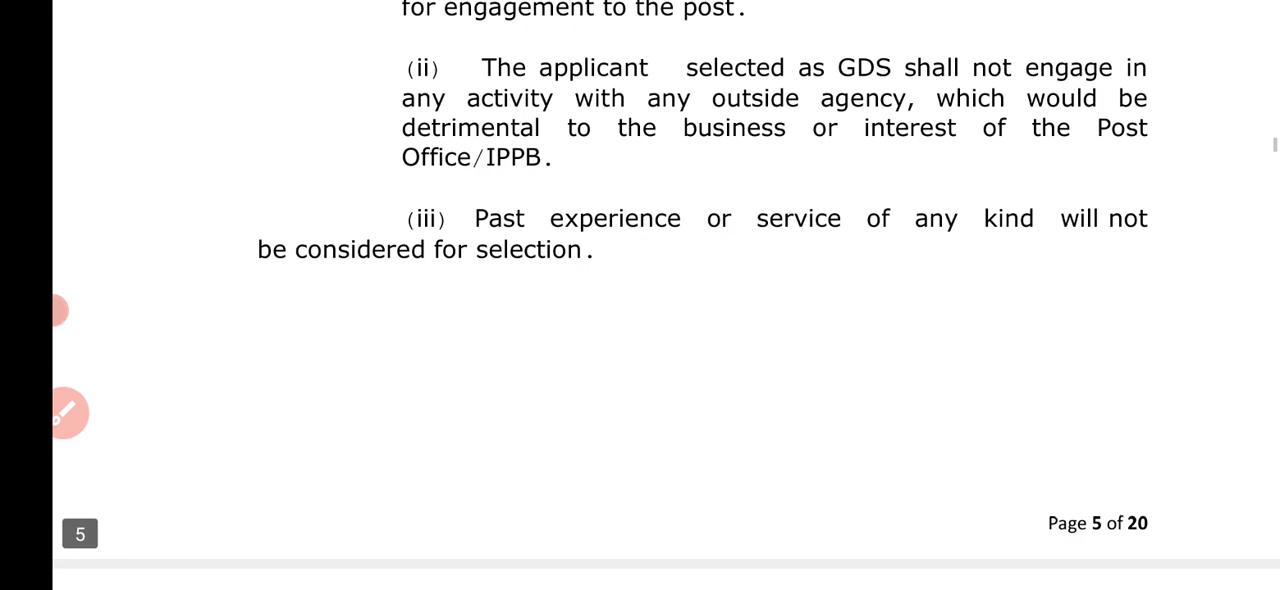 for engagement to the post.
(ii) The applicant selected as GDS shall not engage in
any activity with any outside agency, which would be
detrimental to the business or interest of the Post
Office/IPPB.
(iii) Past experience or service of any kind will not
be considered for selection.
5
Page 5 of 20